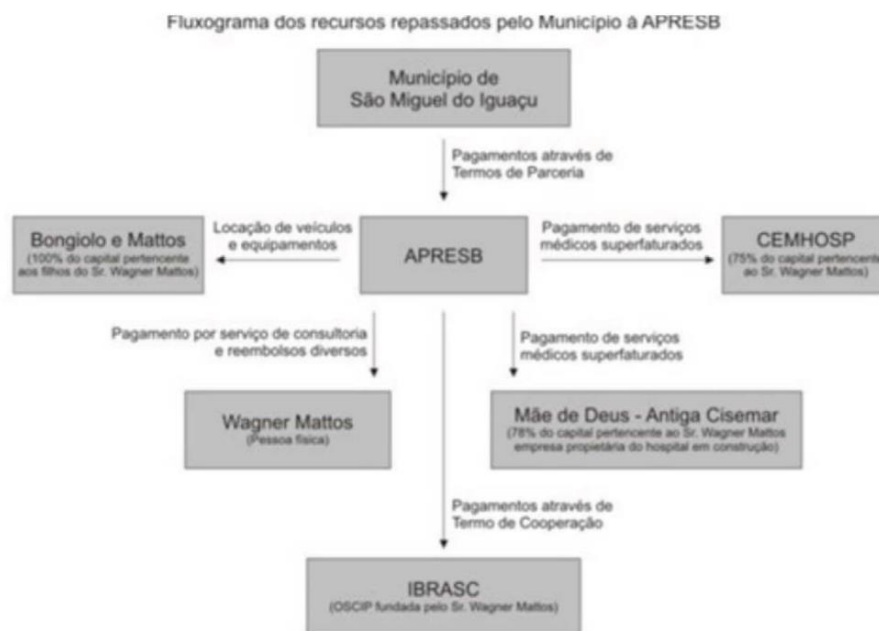 Fluxograma dos recursos repassados pelo Município à APRESB
Município de
São Miguel do Iguaçu
Pagamentos através de
Termos de Parceria
Bongiolo e Mattos
(100% do capital pertencente
aos filhos do Sr. Wagner Mattos)
Locação de veículos
e equipamentos
APRESB
Pagamento de serviços
médicos superfaturados
CEMHOSP
(75% do capital pertencente
ao Sr. Wagner Mattos)
Pagamento por serviço de consultoria
e reembolsos diversos
Pagamento de serviços
médicos superfaturados
Wagner Mattos
(Pessoa física)
Mãe de Deus - Antiga Cisemar
(78% do capital pertencente ao Sr. Wagner Mattos
empresa propietária do hospital em construção)
Pagamentos através de
Termo de Cooperação
IBRASC
(OSCIP fundada pelo Sr. Wagner Mattos)